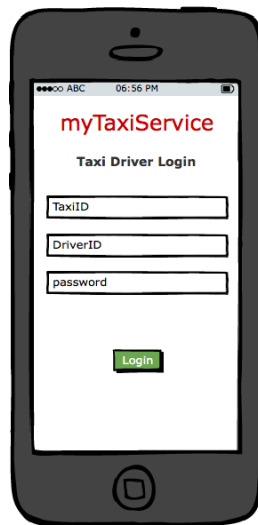 ABC 06:56 PM
myTaxiService
Taxi Driver Login
TaxiID
DriverID
password
Login